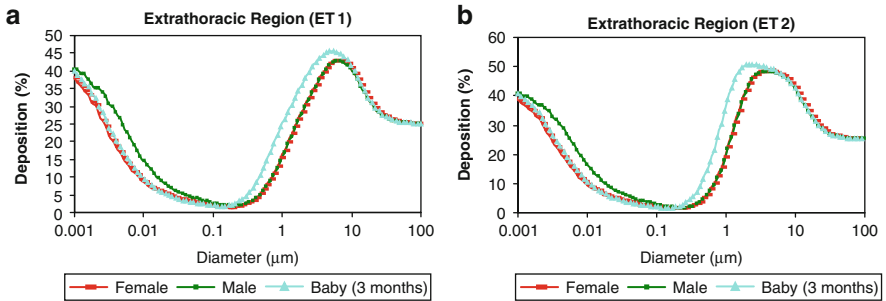 a
Extrathoracic Region (ET 1)
Deposition (%)
50
45
40
35
30
25
20
15
10
5
0
0.001 0.01 0.1 1 10 100
Diameter (μm)
Female Male Baby (3 months)
b
Extrathoracic Region (ET 2)
Deposition (%)
60
50
40
30
20
10
0
0.001 0.01 0.1 1 10 100
Diameter (μm)
Female Male Baby (3 months)